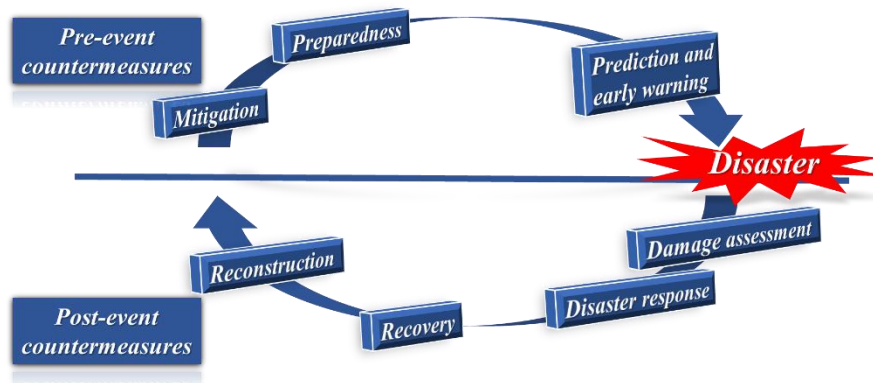 Pre-event
countermeasures
Preparedness
Prediction and
early warning
Mitigation
Disaster
Damage assessment
Reconstruction
Disaster response
Recovery
Post-event
countermeasures